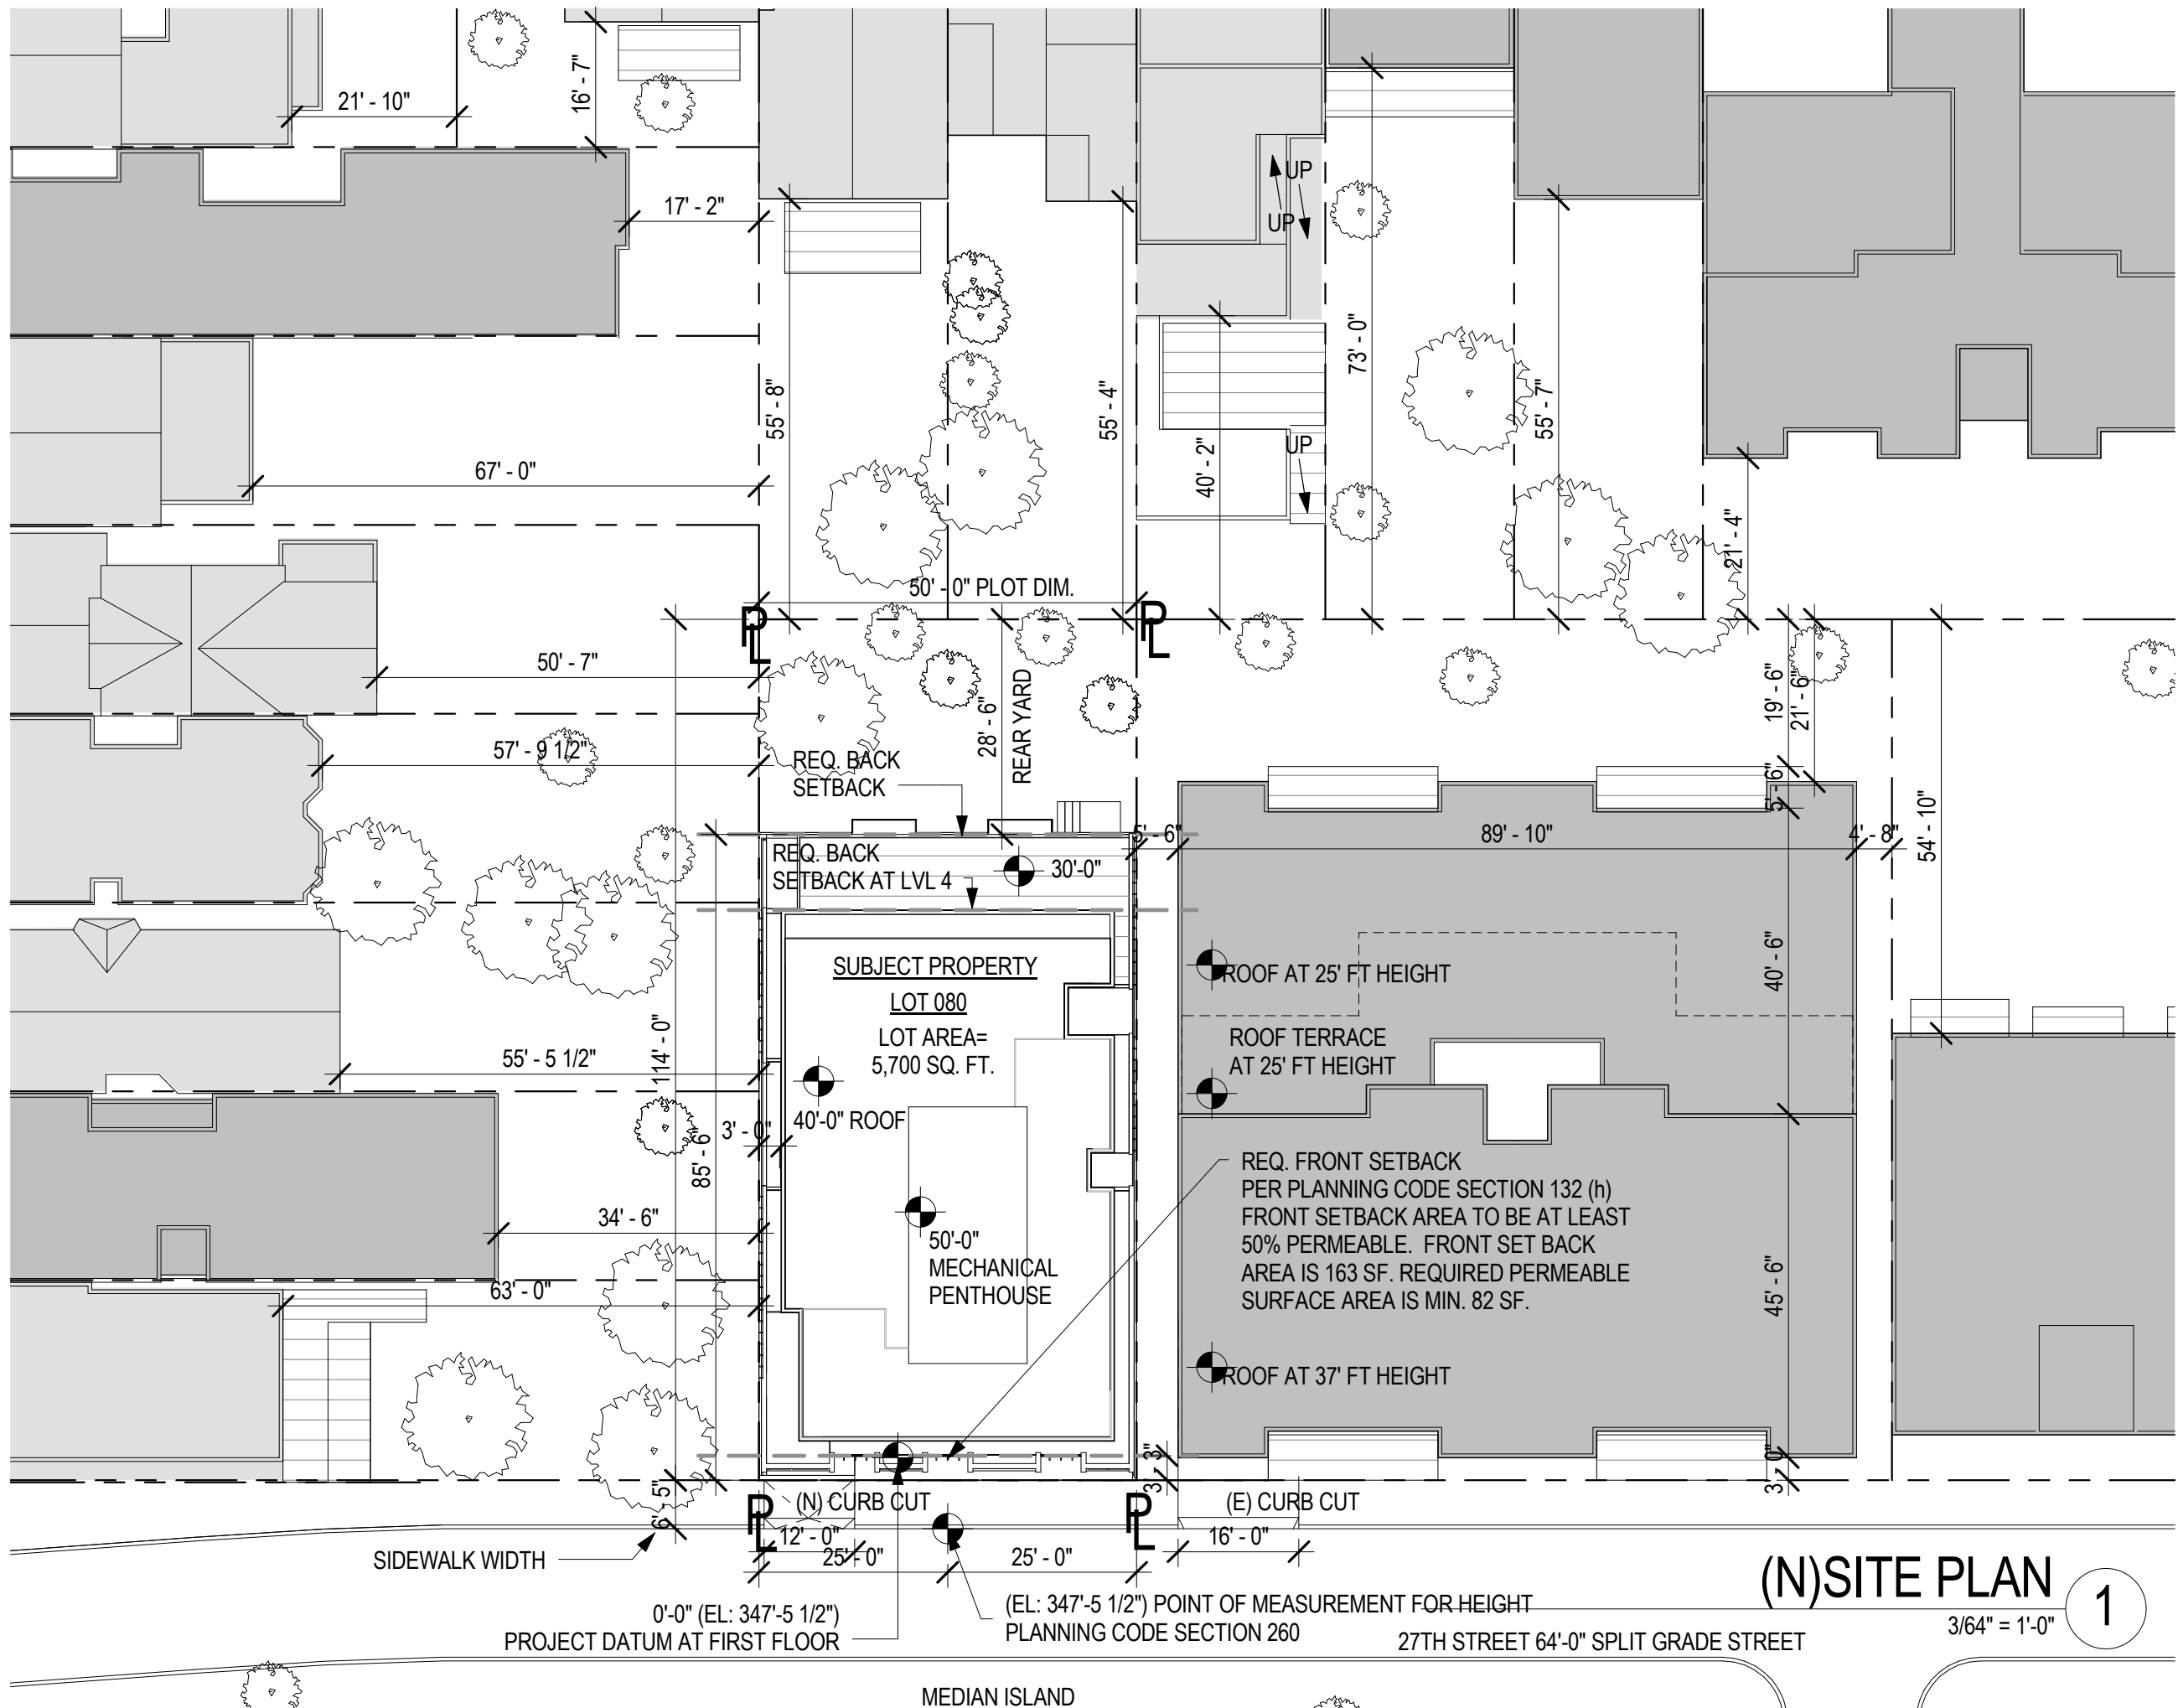 21' - 10"
16' - 7"
17' - 2"
UP
UP
73' - 0"
55' - 8"
55' - 4"
55' - 7"
40' - 2"
UP
67' - 0"
21' - 4"
50' - 0" PLOT DIM.
PL
PL
50' - 7"
28' - 6"
REAR YARD
19' - 6"
21' - 6"
57' - 9 1/2"
REQ. BACK
SETBACK
5' - 6"
54' - 10"
5' - 6"
89' - 10"
4' - 8"
REQ. BACK
SETBACK AT LVL 4
30'-0"
SUBJECT PROPERTY
LOT 080
LOT AREA=
5,700 SQ. FT.
ROOF AT 25' FT HEIGHT
40' - 6"
ROOF TERRACE
AT 25' FT HEIGHT
55' - 5 1/2"
114' - 0"
40'-0" ROOF
3' - 0"
85' - 6"
REQ. FRONT SETBACK
PER PLANNING CODE SECTION 132 (h)
FRONT SETBACK AREA TO BE AT LEAST
50% PERMEABLE. FRONT SET BACK
AREA IS 163 SF. REQUIRED PERMEABLE
SURFACE AREA IS MIN. 82 SF.
34' - 6"
50'-0"
MECHANICAL
PENTHOUSE
63' - 0"
45' - 6"
ROOF AT 37' FT HEIGHT
3' - 3"
3' - 0"
6' - 5"
PL
(N) CURB CUT
PL
(E) CURB CUT
12' - 0"
16' - 0"
SIDEWALK WIDTH
25' - 0"
25' - 0"
(N)SITE PLAN
1
3/64" = 1'-0"
0'-0" (EL: 347'-5 1/2")
PROJECT DATUM AT FIRST FLOOR
(EL: 347'-5 1/2") POINT OF MEASUREMENT FOR HEIGHT
PLANNING CODE SECTION 260
27TH STREET 64'-0" SPLIT GRADE STREET
MEDIAN ISLAND